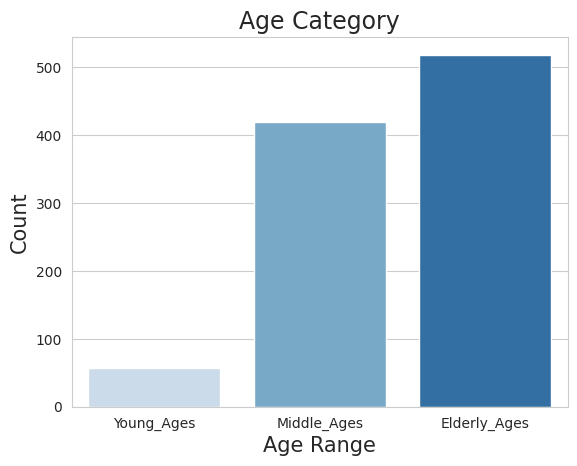 Age Category
Count
500
400
300
200
100
0
Young_Ages
Middle_Ages
Elderly_Ages
Age Range